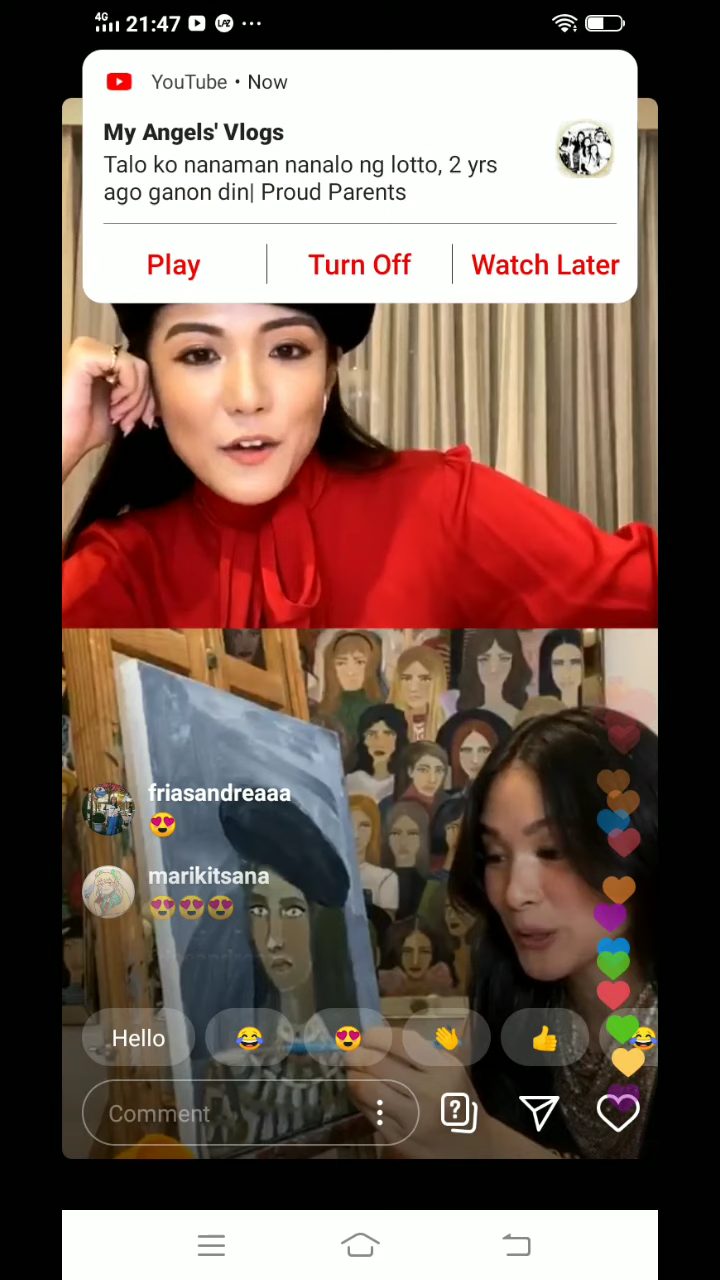 4G 21:47
YouTube • Now
My Angels' Vlogs
Talo ko nanaman nanalo ng lotto, 2 yrs
ago ganon din| Proud Parents
Play Turn Off Watch Later
friasandreaaa
😍
marikitsana
😍😍😍
Hello 😂 😍 👋 👍 😂
Comment